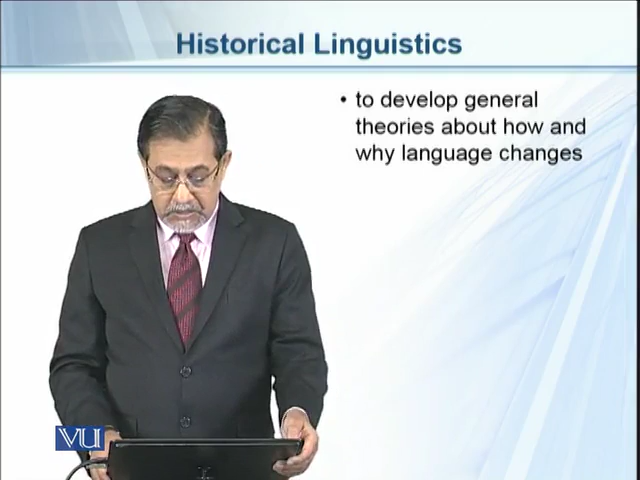 Historical Linguistics
• to develop general
theories about how and
why language changes
VU